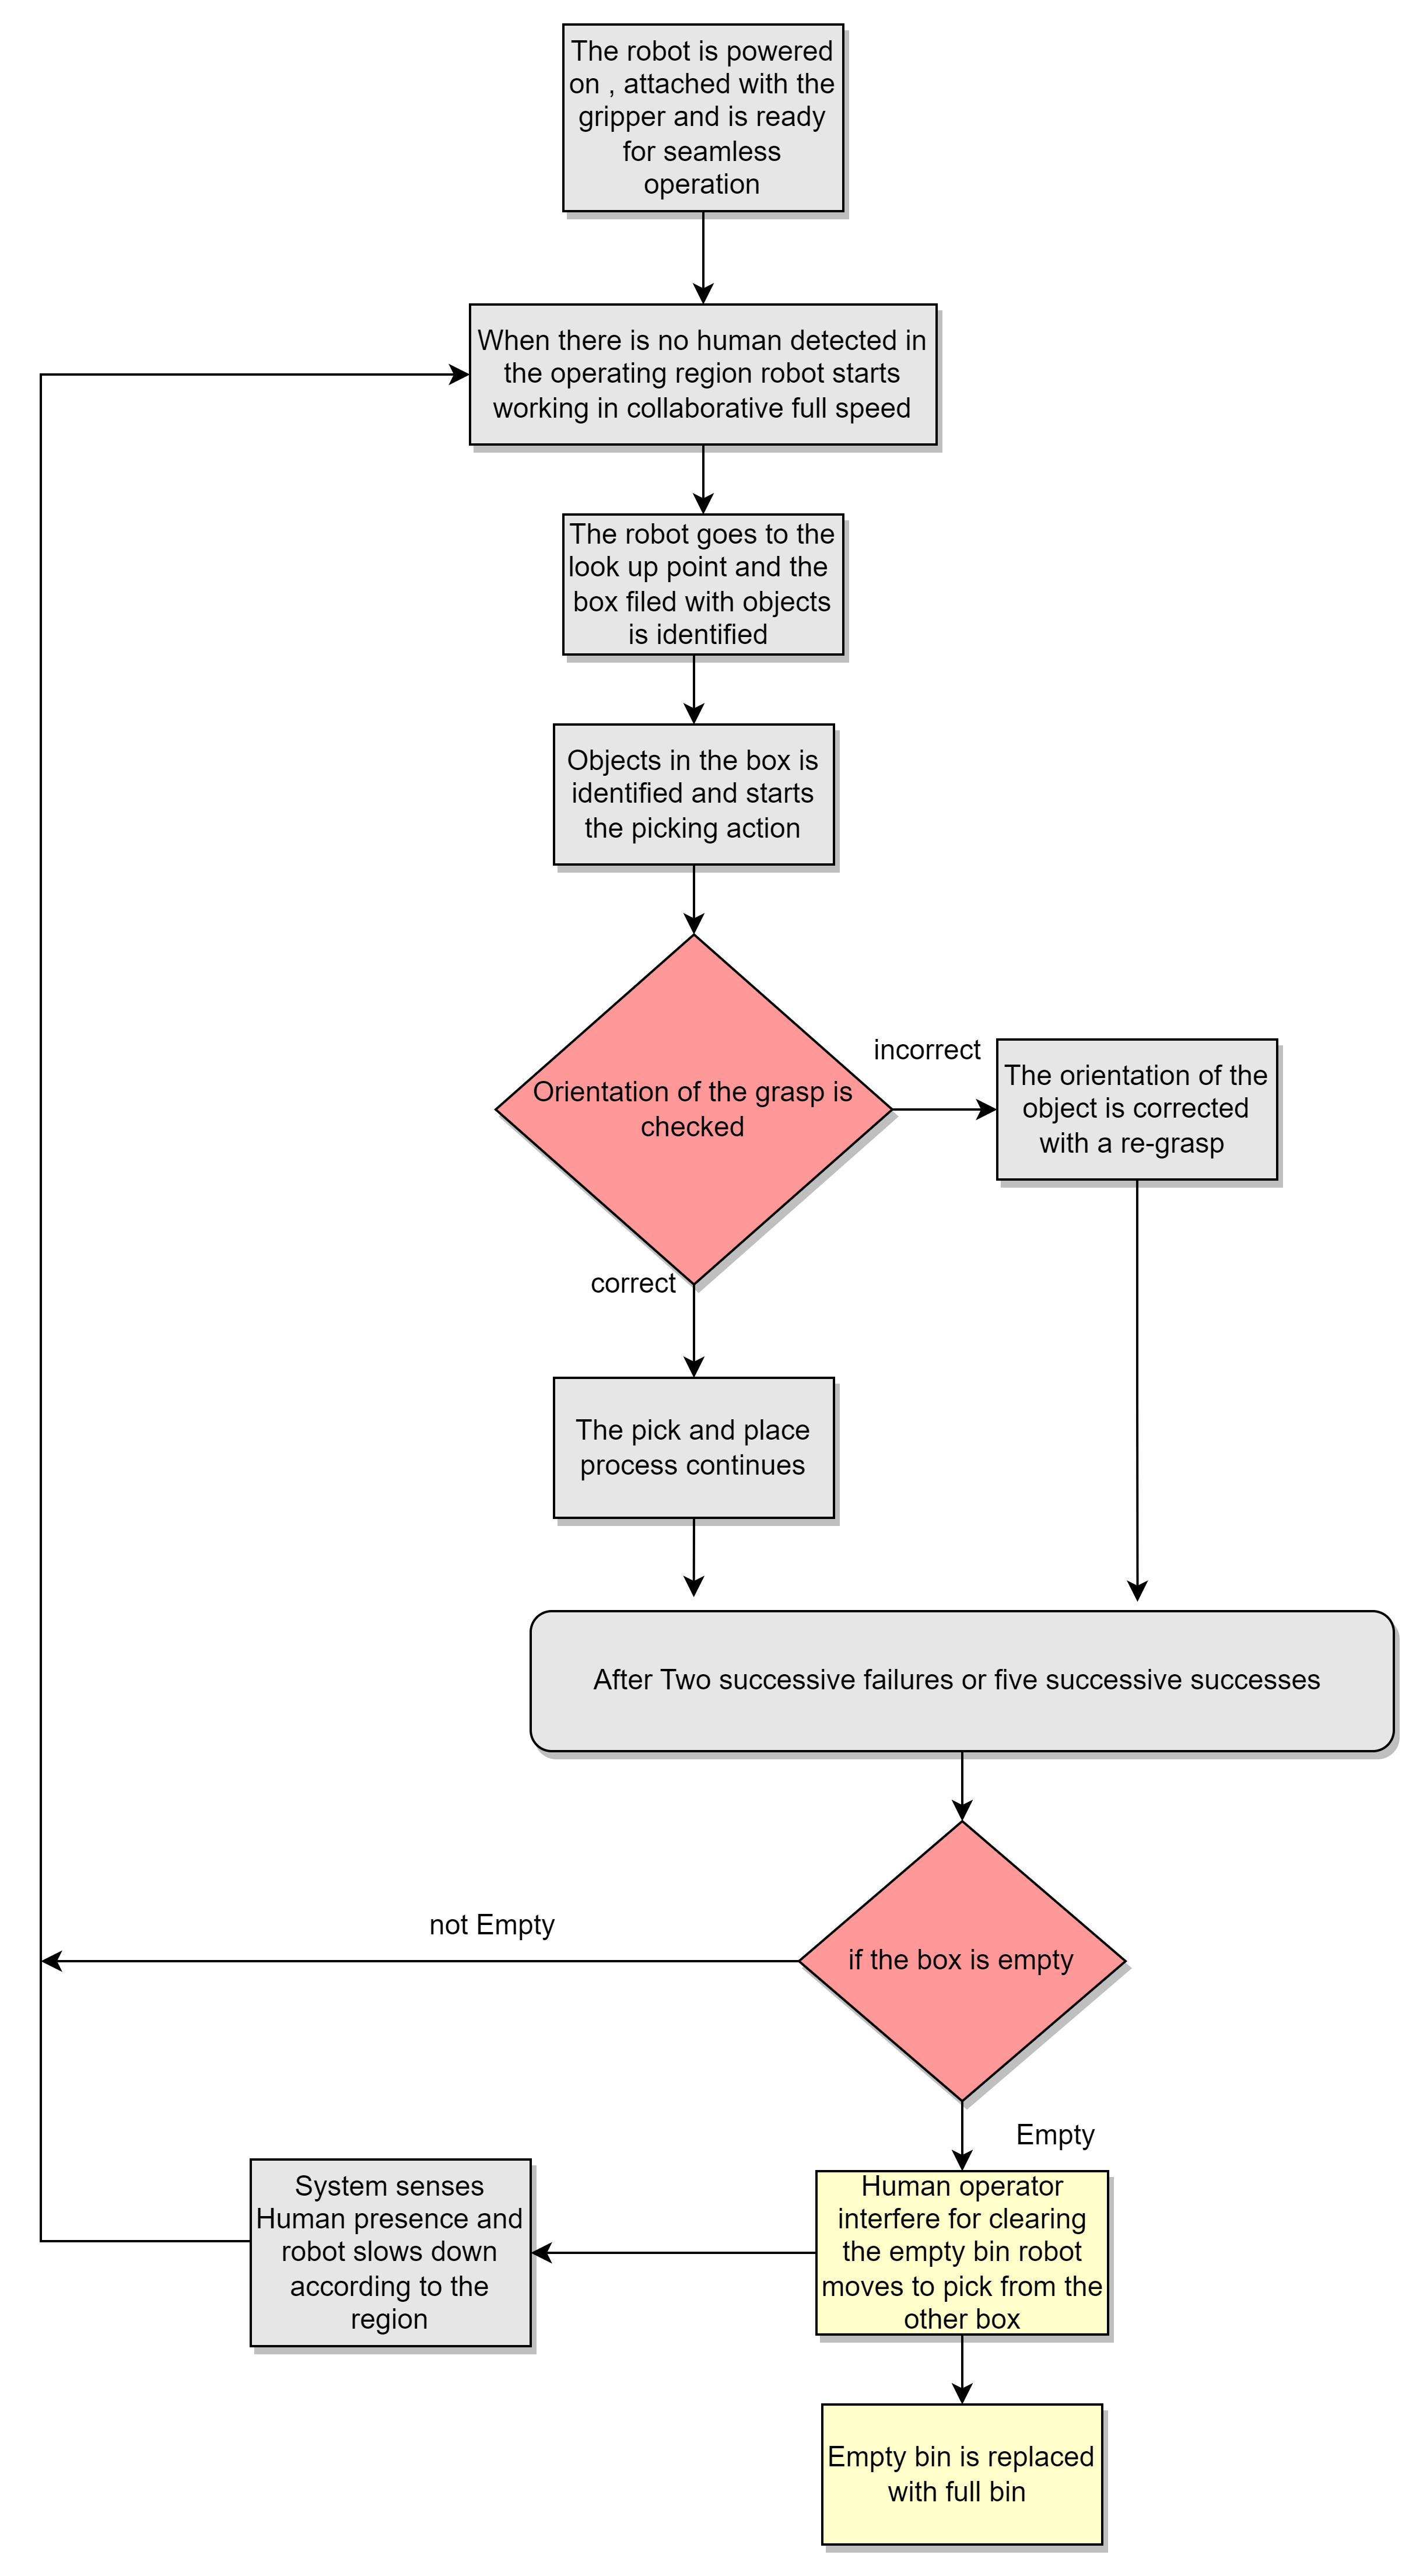 The robot is powered
on , attached with the
gripper and is ready
for seamless
operation
When there is no human detected in
the operating region robot starts
working in collaborative full speed
The robot goes to the
look up point and the
box filed with objects
is identified
Objects in the box is
identified and starts
the picking action
Orientation of the grasp is
checked
incorrect
The orientation of the
object is corrected
with a re-grasp
correct
The pick and place
process continues
After Two successive failures or five successive successes
if the box is empty
not Empty
Empty
Human operator
interfere for clearing
the empty bin robot
moves to pick from the
other box
System senses
Human presence and
robot slows down
according to the
region
Empty bin is replaced
with full bin